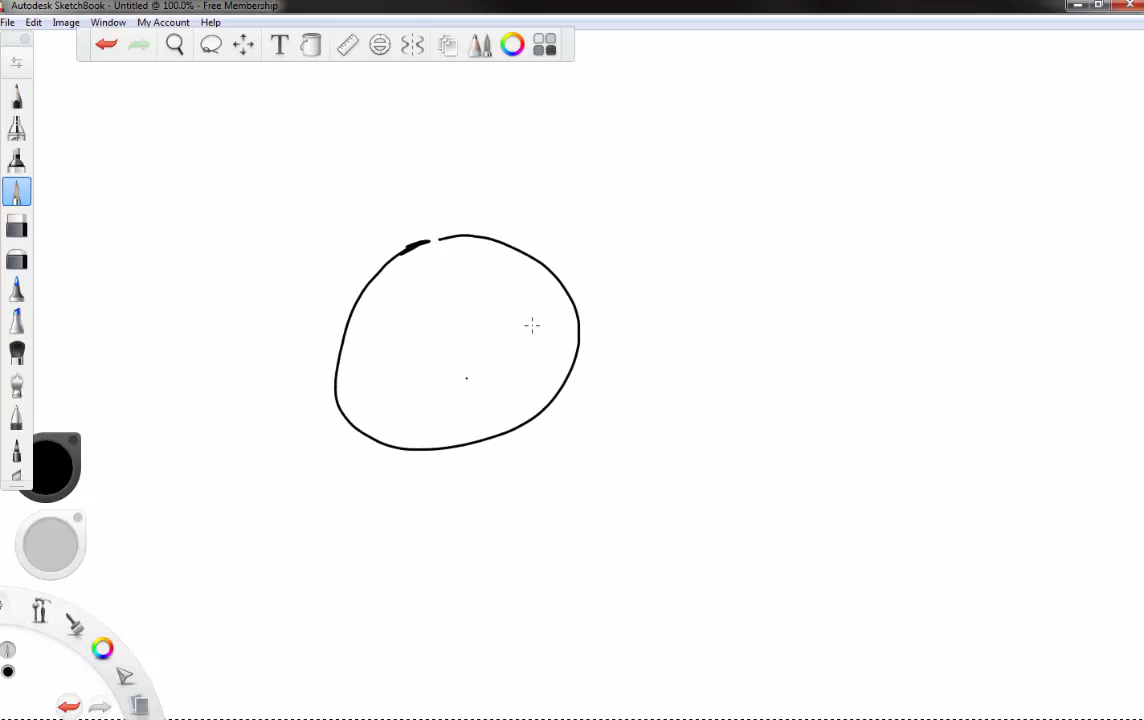 Autodesk SketchBook - Untitled @ 100.0% - Free Membership
File Edit Image Window My Account Help
T